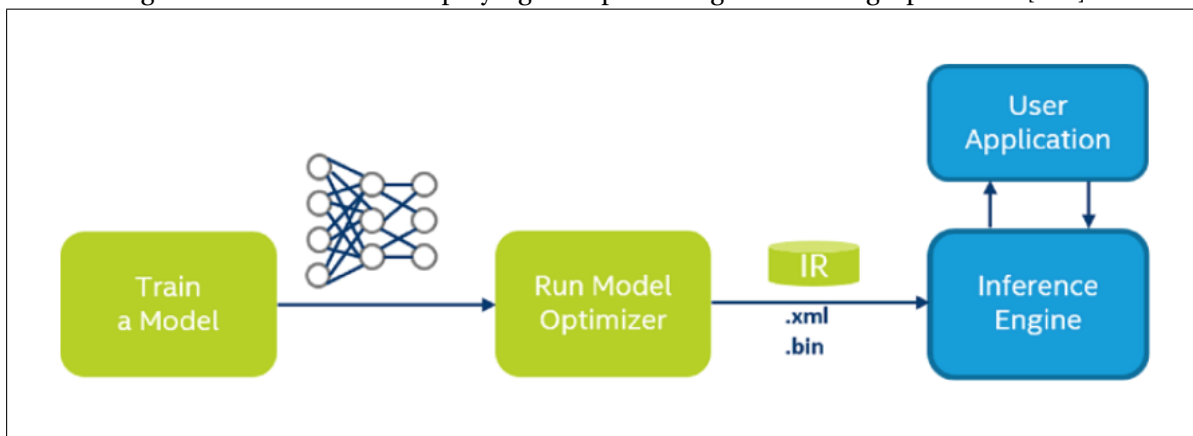 Train
a Model
Run Model
Optimizer
IR
.xml
.bin
User
Application
Inference
Engine